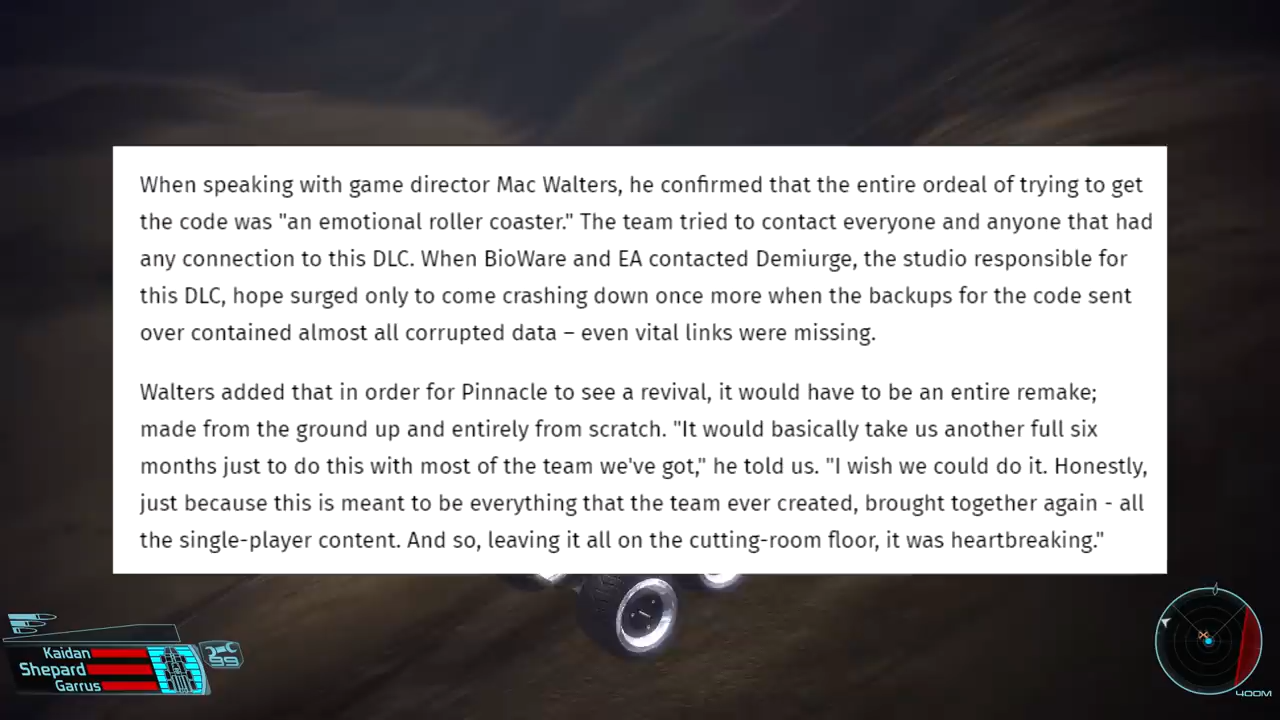 When speaking with game director Mac Walters, he confirmed that the entire ordeal of trying to get
the code was "an emotional roller coaster." The team tried to contact everyone and anyone that had
any connection to this DLC. When BioWare and EA contacted Demiurge, the studio responsible for
this DLC, hope surged only to come crashing down once more when the backups for the code sent
over contained almost all corrupted data – even vital links were missing.
Walters added that in order for Pinnacle to see a revival, it would have to be an entire remake;
made from the ground up and entirely from scratch. "It would basically take us another full six
months just to do this with most of the team we've got," he told us. "I wish we could do it. Honestly,
just because this is meant to be everything that the team ever created, brought together again - all
the single-player content. And so, leaving it all on the cutting-room floor, it was heartbreaking."
Kaidan
Shepard
Garrus
99
400M